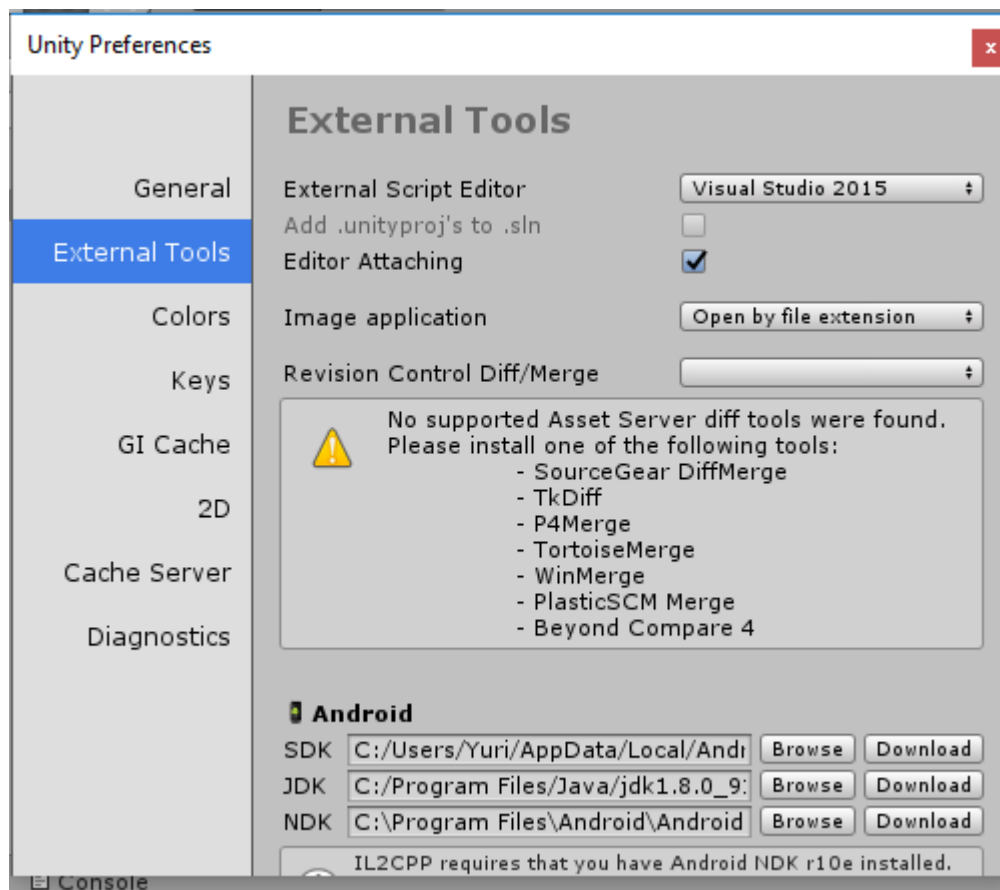 Unity Preferences
x
External Tools
General
External Tools
Colors
Keys
GI Cache
2D
Cache Server
Diagnostics
External Script Editor
Visual Studio 2015
Add .unityproj's to .sln
Editor Attaching
Image application
Open by file extension
Revision Control Diff/Merge
No supported Asset Server diff tools were found.
Please install one of the following tools:
- SourceGear DiffMerge
- TkDiff
- P4Merge
- TortoiseMerge
- WinMerge
- PlasticSCM Merge
- Beyond Compare 4
Android
SDK C:/Users/Yuri/AppData/Local/Andr Browse Download
JDK C:/Program Files/Java/jdk1.8.0_9 Browse Download
NDK C:\Program Files\Android\Android Browse Download
IL2CPP requires that you have Android NDK r10e installed.
Console